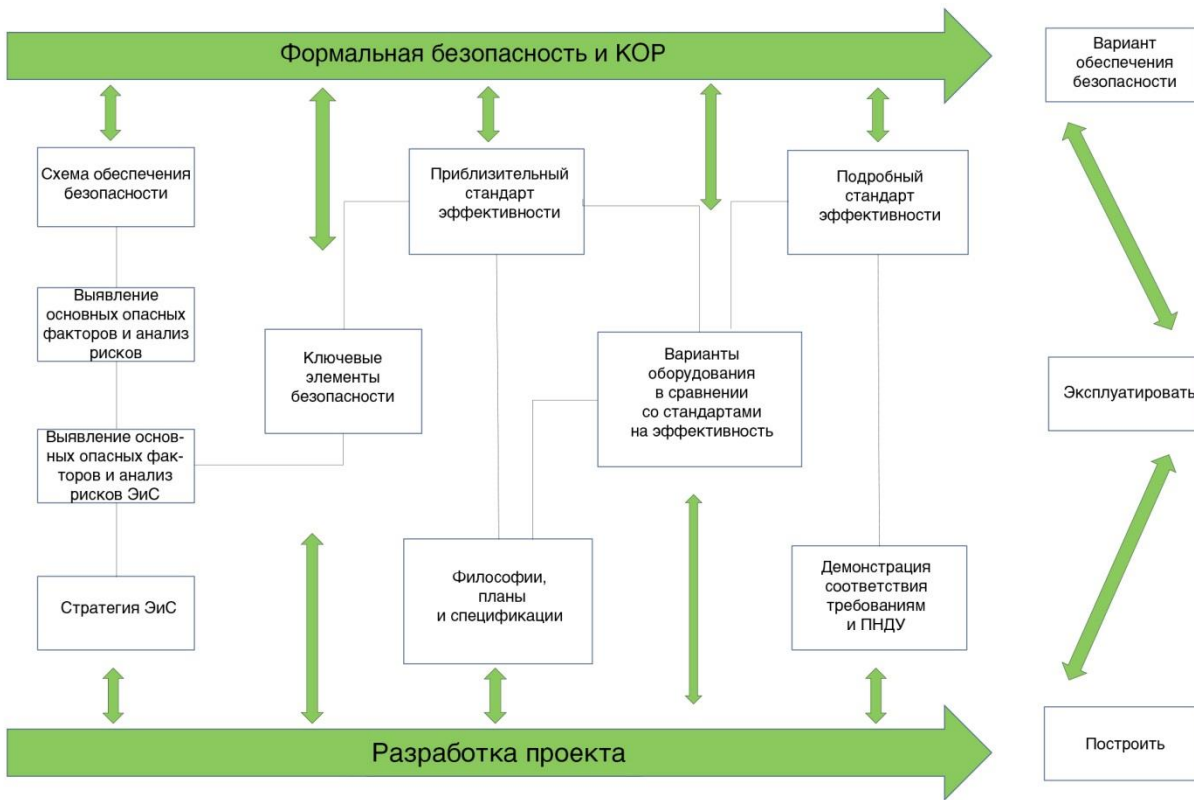 Формальная безопасность и КОР
Вариант
обеспечения
безопасности
Схема обеспечения
безопасности
Приблизительный
стандарт
эффективности
Подробный
стандарт
эффективности
Выявление
основных опасных
факторов и анализ
рисков
Ключевые
элементы
безопасности
Варианты
оборудования
в сравнении
со стандартами
на эффективность
Эксплуатировать
Выявление основ-
ных опасных фак-
торов и анализ
рисков ЭиС
Стратегия ЭиС
Философии,
планы
и спецификации
Демонстрация
соответствия
требованиям
и ПНДУ
Разработка проекта
Построить